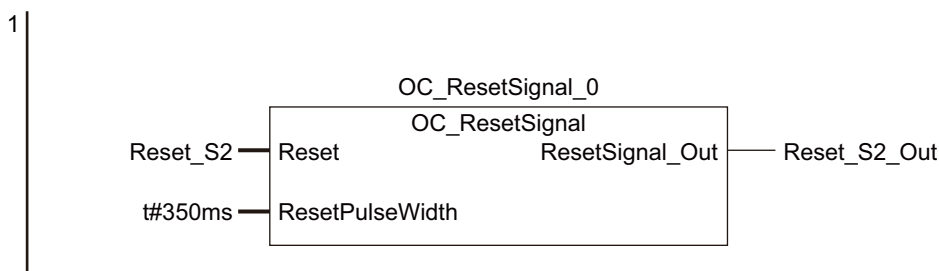 1
OC_ResetSignal_0
OC_ResetSignal
Reset_S2 Reset ResetSignal_Out Reset_S2_Out
t#350ms ResetPulseWidth